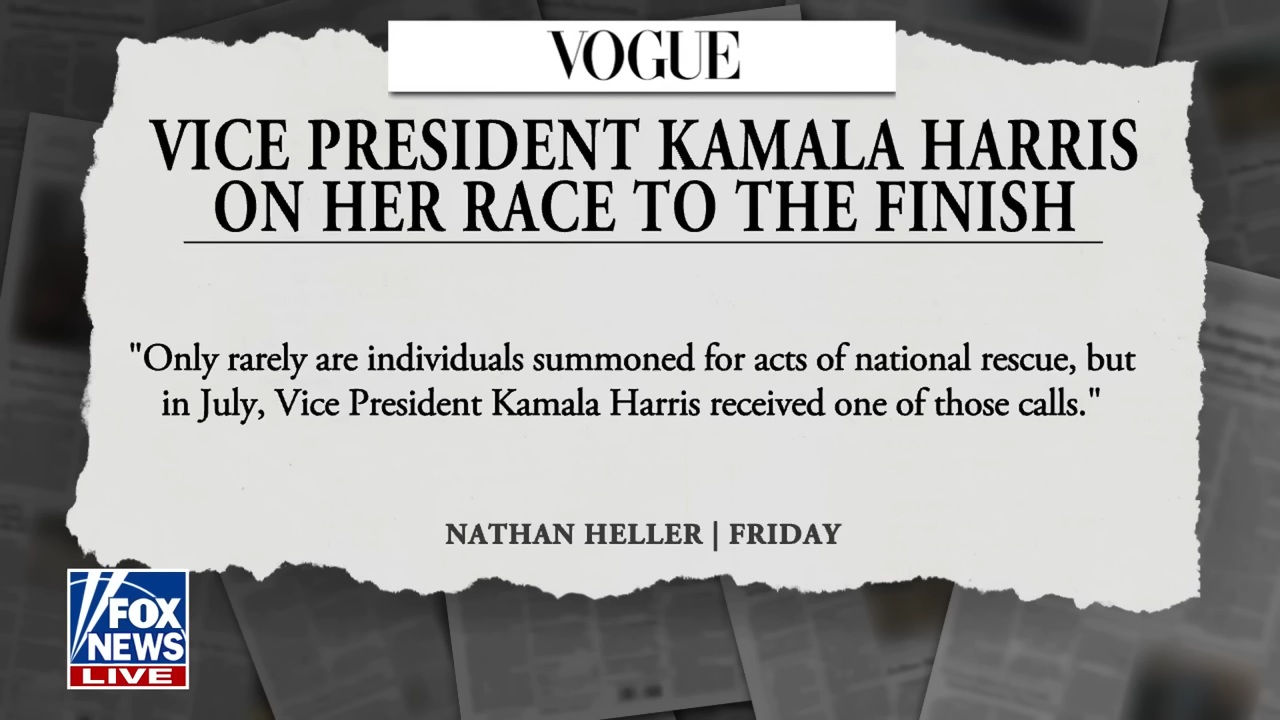 VOGUE
VICE PRESIDENT KAMALA HARRIS
ON HER RACE TO THE FINISH
"Only rarely are individuals summoned for acts of national rescue, but
in July, Vice President Kamala Harris received one of those calls."
NATHAN HELLER | FRIDAY
FOX
NEWS
LIVE